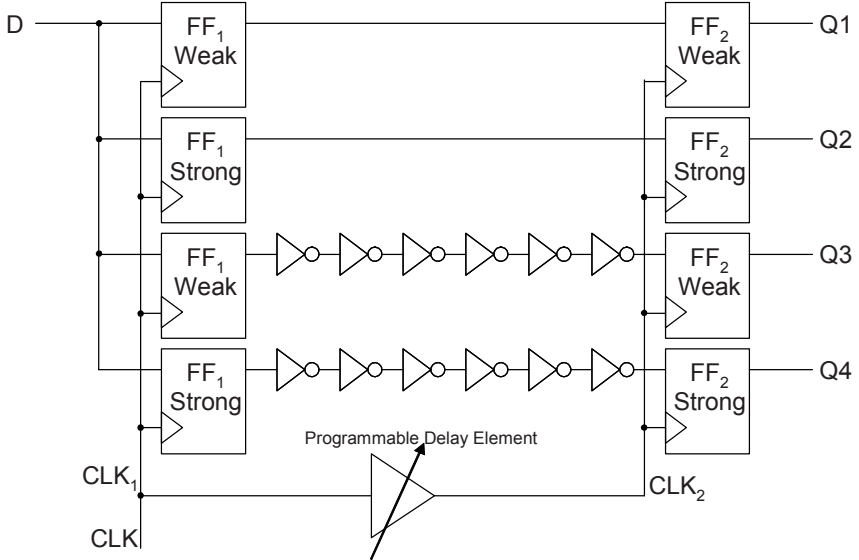 D
FF1
Weak
FF2
Weak
Q1
FF1
Strong
FF2
Strong
Q2
FF1
Weak
FF2
Weak
Q3
FF1
Strong
FF2
Strong
Q4
Programmable Delay Element
CLK1
CLK2
CLK